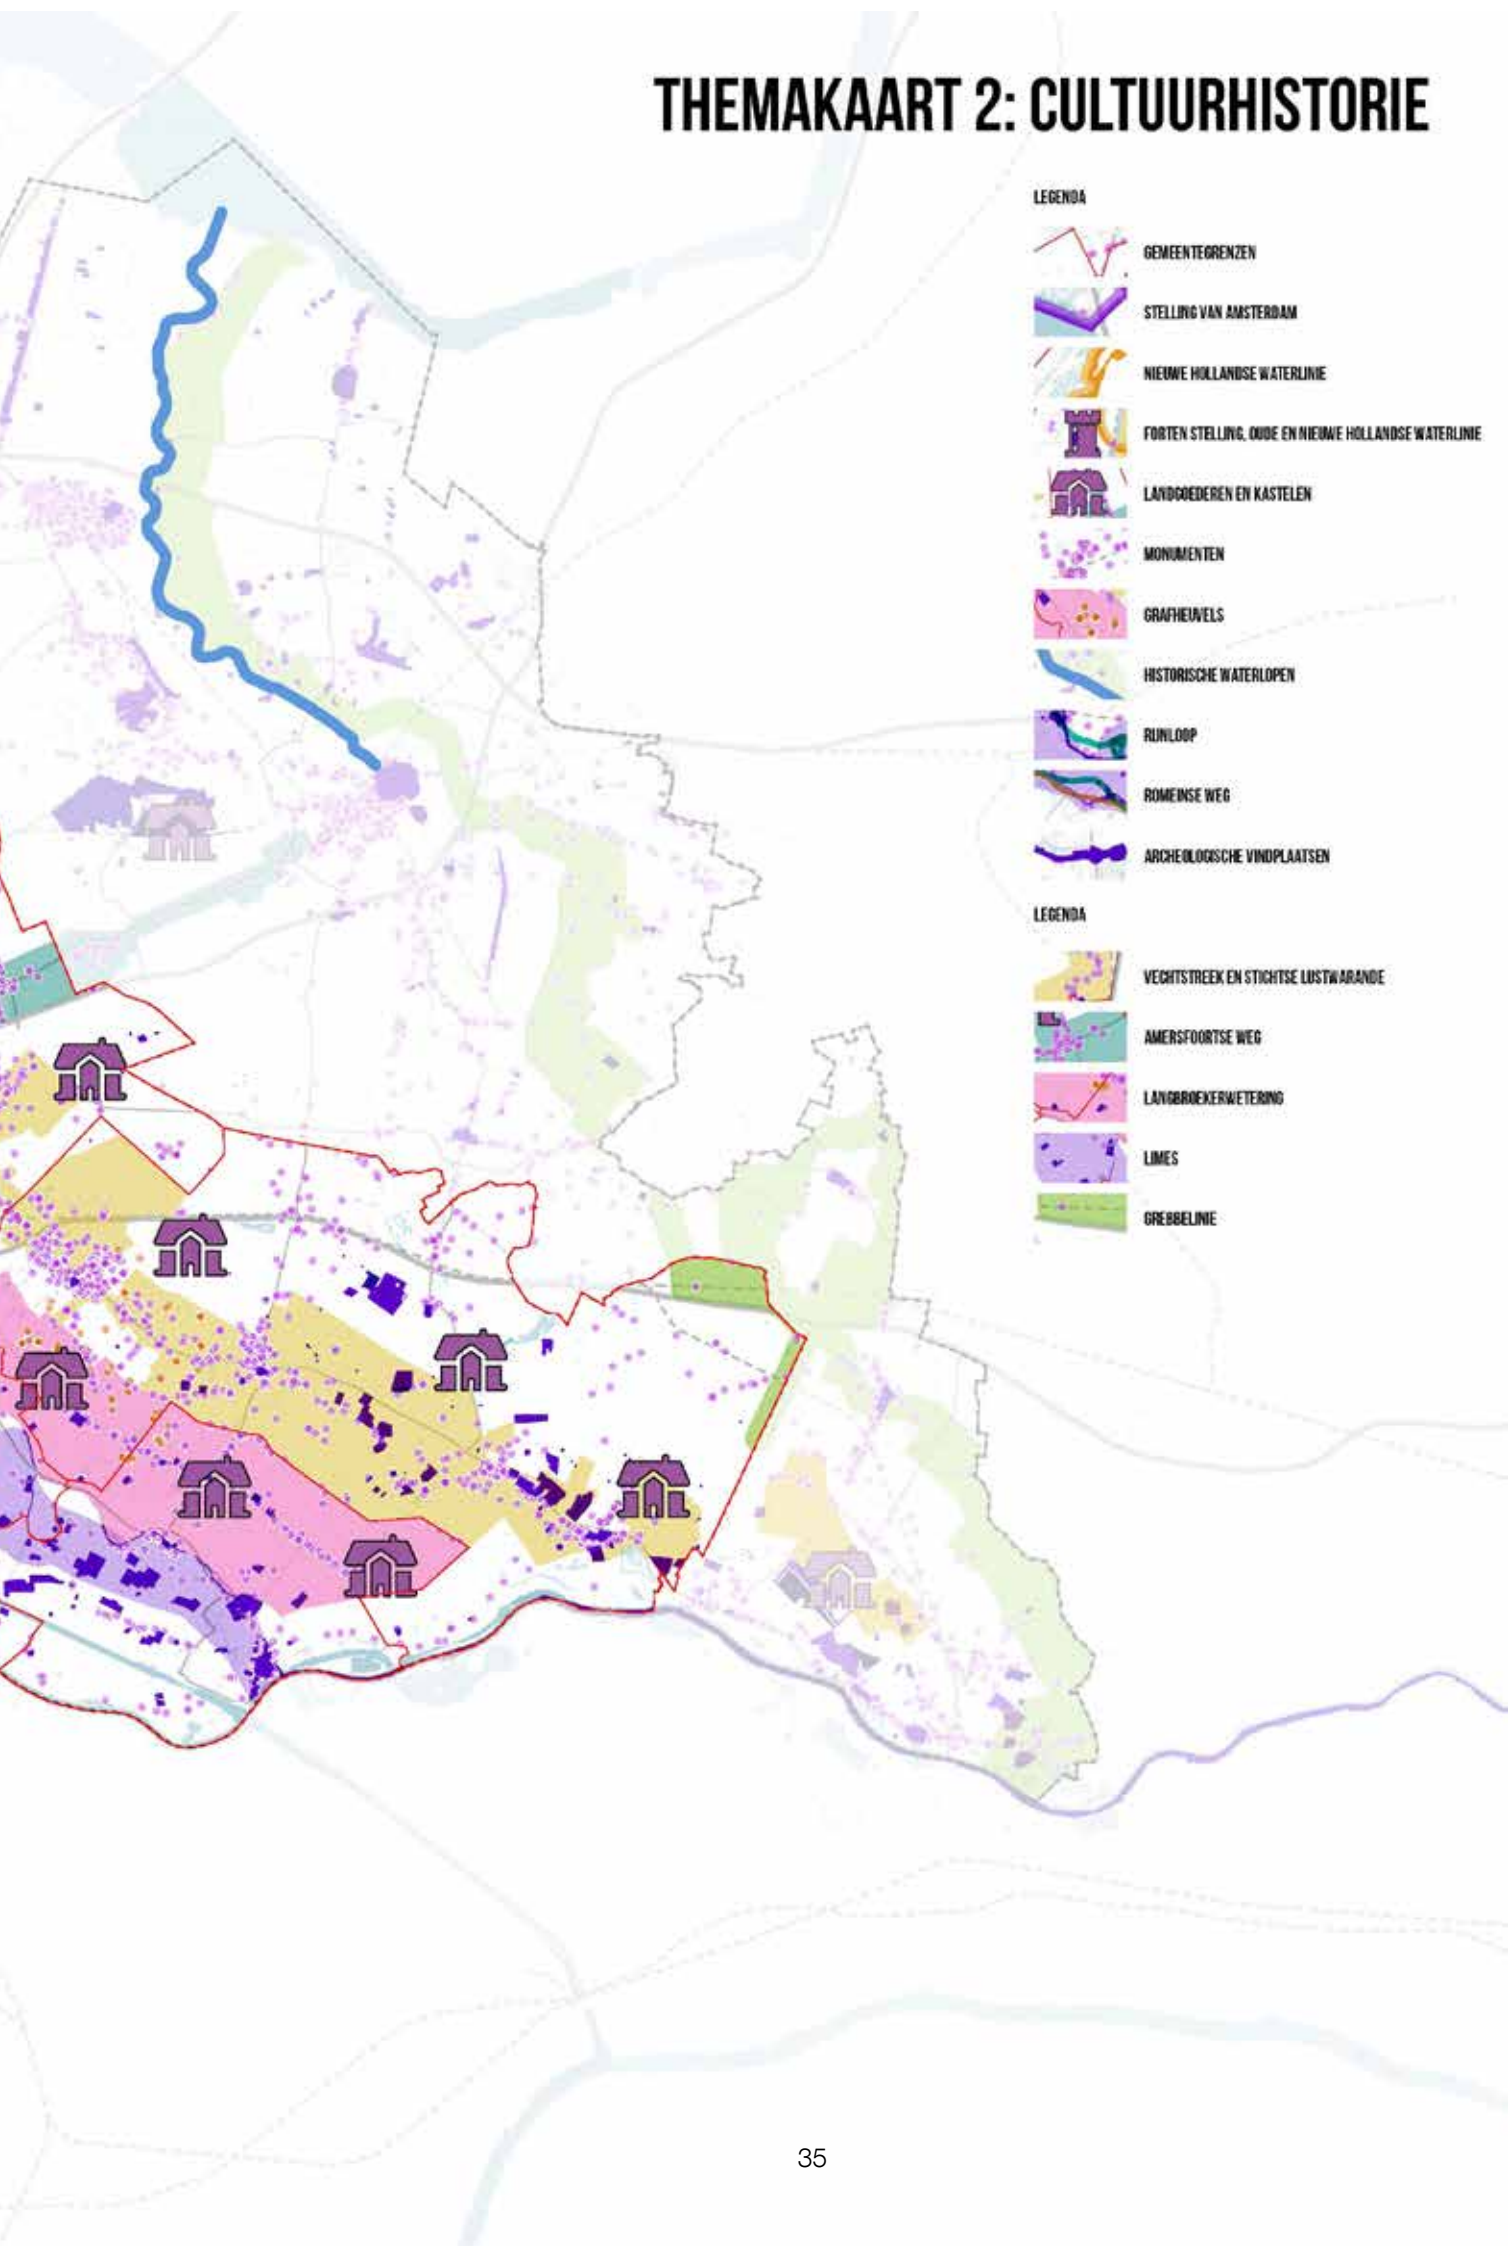 THEMAKAART 2: CULTUURHISTORIE
LEGENDA
GEMEENTEGRENZEN
STELLING VAN AMSTERDAM
NIEUWE HOLLANDSE WATERLINIE
FORTEN STELLING, OUDE EN NIEUWE HOLLANDSE WATERLINIE
LANDGOEDEREN EN KASTELEN
MONUMENTEN
GRAFHEUVELS
HISTORISCHE WATERLOPEN
RIJNLOOP
ROMEINSE WEG
ARCHEOLOGISCHE VINDPLAATSEN
LEGENDA
VECHTSTREEK EN STICHTSE LUSTWARANDE
AMERSFOORTSE WEG
LANGBROEKERWETERING
LIMES
GREBBELINIE
35